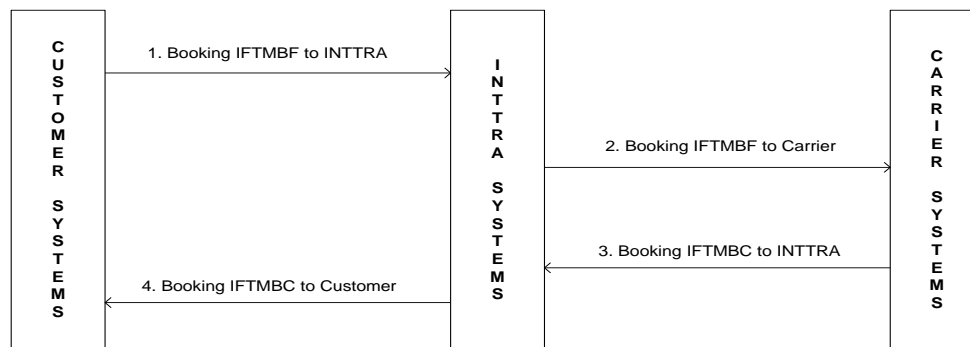 CUSTOMER SYSTEMS
1. Booking IFTMBF to INTTRA
INTTRA SYSTEMS
CARRIER SYSTEMS
2. Booking IFTMBF to Carrier
3. Booking IFTMBC to INTTRA
4. Booking IFTMBC to Customer